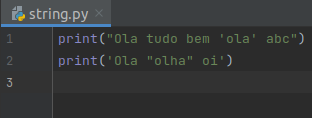 string.py
1 print("Ola tudo bem 'ola' abc")
2 print('Ola "olha" oi')
3